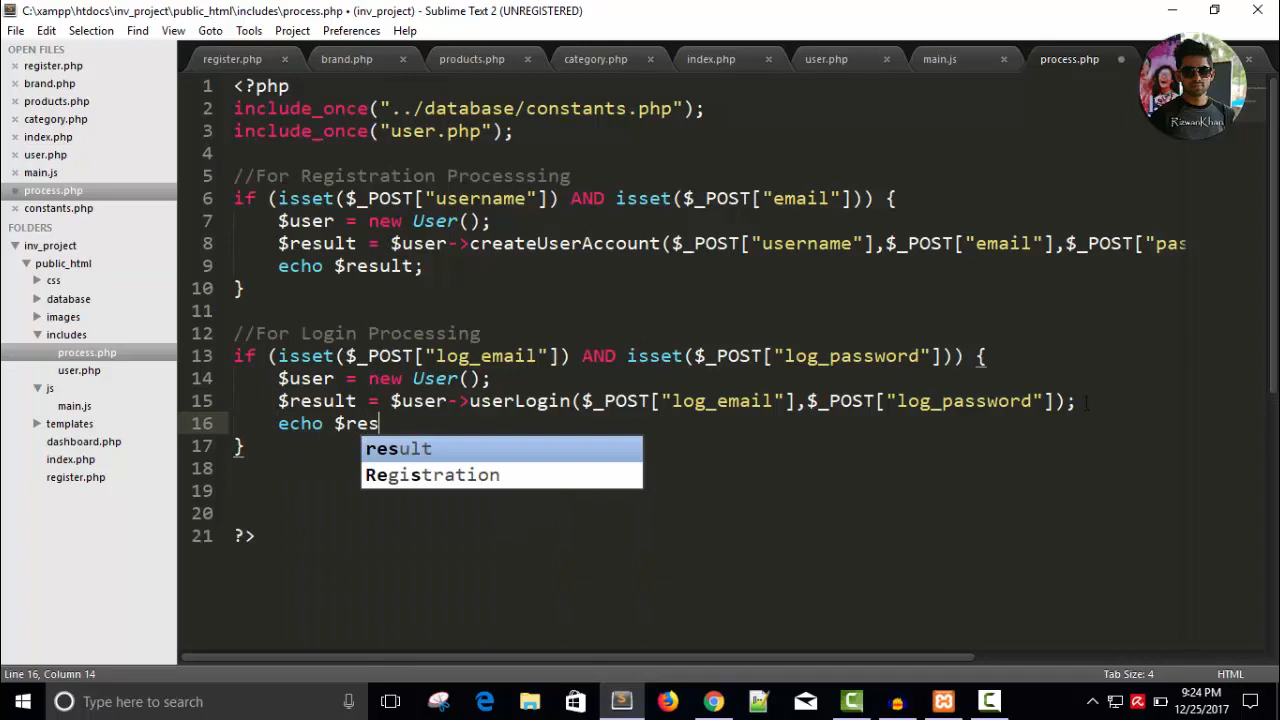 C:\xampp\htdocs\inv_project\public_html\includes\process.php • (inv_project) - Sublime Text 2 (UNREGISTERED)
File Edit Selection Find View Goto Tools Project Preferences Help
OPEN FILES
register.php
brand.php
products.php
category.php
index.php
user.php
main.js
process.php
constants.php
FOLDERS
inv_project
public_html
css
database
images
includes
process.php
user.php
js
main.js
templates
dashboard.php
index.php
register.php
register.php brand.php products.php category.php index.php user.php main.js process.php
RizwanKhan
1 <?php
2 include_once("../database/constants.php");
3 include_once("user.php");
4
5 //For Registration Processsing
6 if (isset($_POST["username"]) AND isset($_POST["email"])) {
7 $user = new User();
8 $result = $user->createUserAccount($_POST["username"],$_POST["email"],$_POST["pas
9 echo $result;
10 }
11
12 //For Login Processing
13 if (isset($_POST["log_email"]) AND isset($_POST["log_password"])) {
14 $user = new User();
15 $result = $user->userLogin($_POST["log_email"],$_POST["log_password"]);
16 echo $res
17 }
result
18
Registration
19
20
21 ?>
Line 16, Column 14 Tab Size: 4 HTML
Type here to search
9:24 PM
12/25/2017